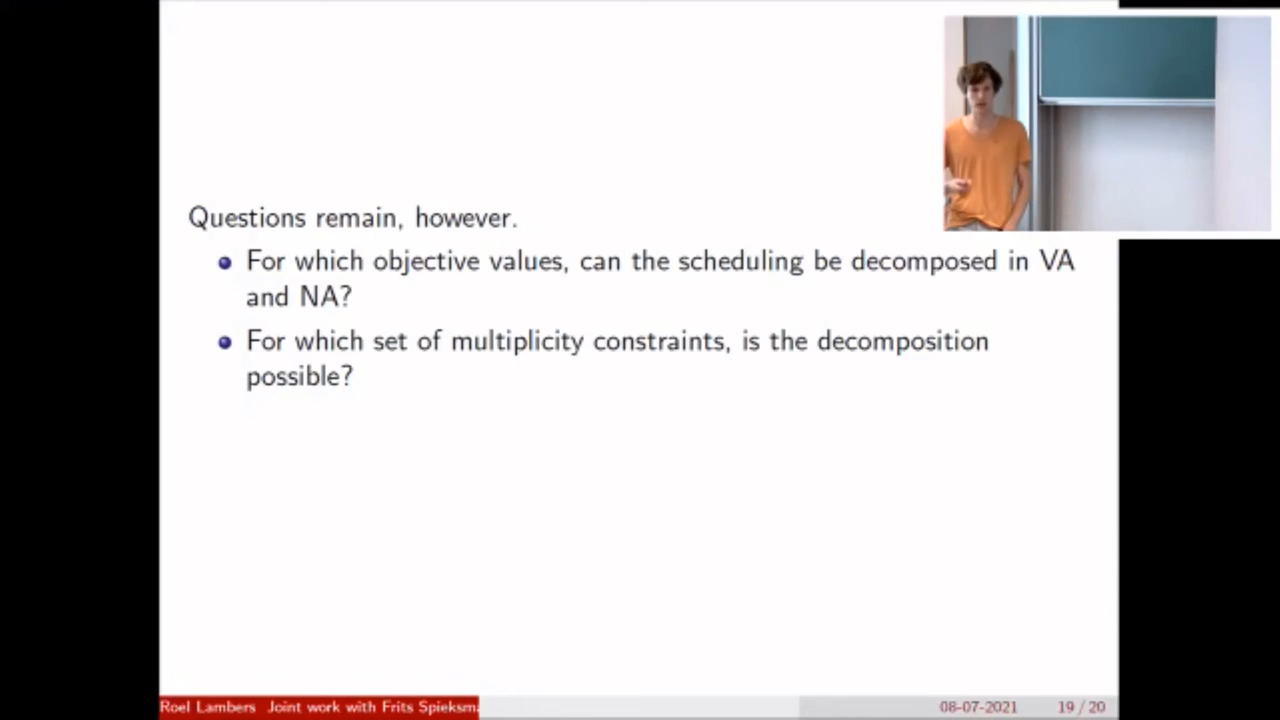 Questions remain, however.
For which objective values, can the scheduling be decomposed in VA
and NA?
For which set of multiplicity constraints, is the decomposition
possible?
Roel Lambers Joint work with Frits Spieksma
08-07-2021 19 / 20